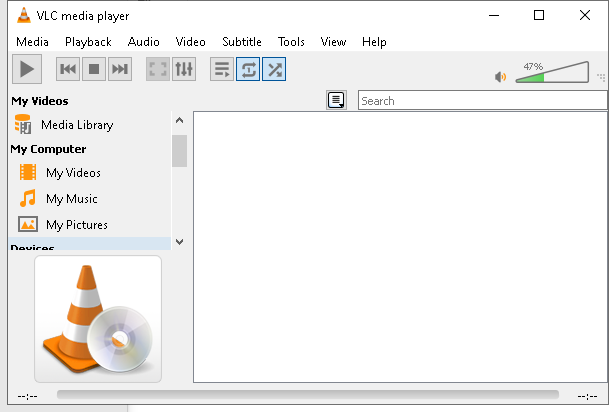 VLC media player
Media Playback Audio Video Subtitle Tools View Help
47%
My Videos
Search
Media Library
My Computer
My Videos
My Music
My Pictures
Devices
--:-- --:--